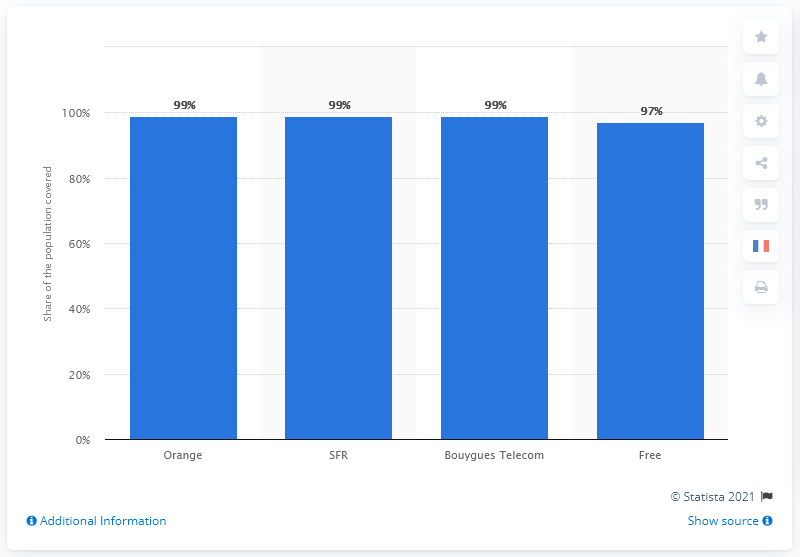 99%
99%
99%
97%
100%
80%
60%
40%
20%
0%
Share of the population covered
Orange
SFR
Bouygues Telecom
Free
© Statista 2021
Additional Information
Show source